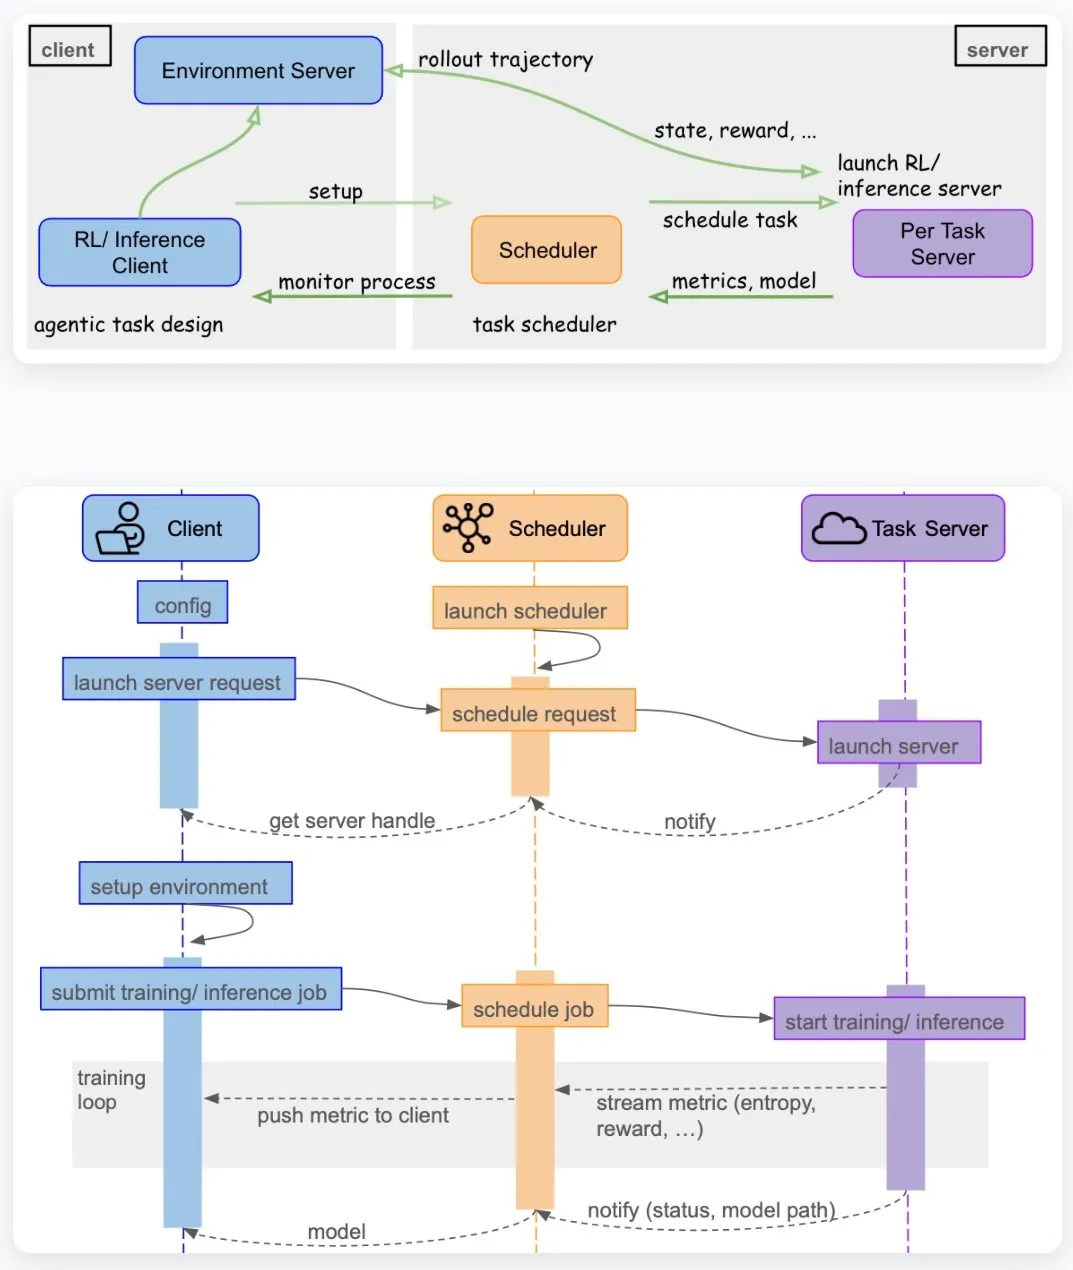 client
Environment Server
rollout trajectory
server
state, reward, ...
launch RL/
inference server
setup
schedule task
RL/ Inference
Client
Scheduler
Per Task
Server
monitor process
metrics, model
agentic task design
task scheduler
Client
Scheduler
Task Server
config
launch scheduler
launch server request
schedule request
launch server
get server handle
notify
setup environment
submit training/ inference job
schedule job
start training/ inference
training
loop
push metric to client
stream metric (entropy,
reward, ...)
notify (status, model path)
model